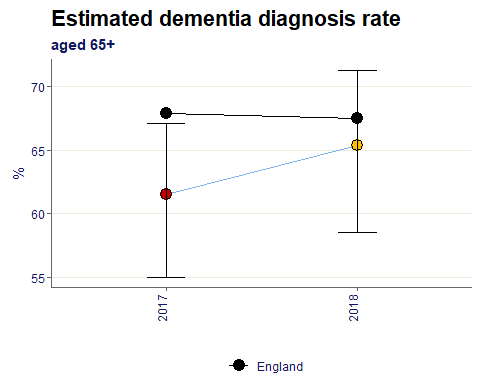 Estimated dementia diagnosis rate
aged 65+
70
65
60
55
%
2017
2018
England